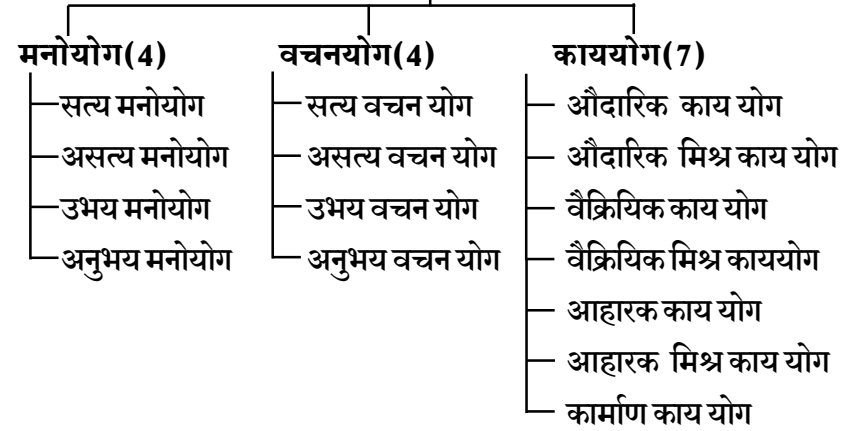 मनोयोग(4)
सत्य मनोयोग
असत्य मनोयोग
उभय मनोयोग
अनुभय मनोयोग
वचनयोग(4)
सत्य वचन योग
असत्य वचन योग
उभय वचन योग
अनुभय वचन योग
काययोग(7)
औदारिक काय योग
औदारिक मिश्र काय योग
वैक्रियिक काय योग
वैक्रियिक मिश्र काययोग
आहारक काय योग
आहारक मिश्र काय योग
कार्माण काय योग